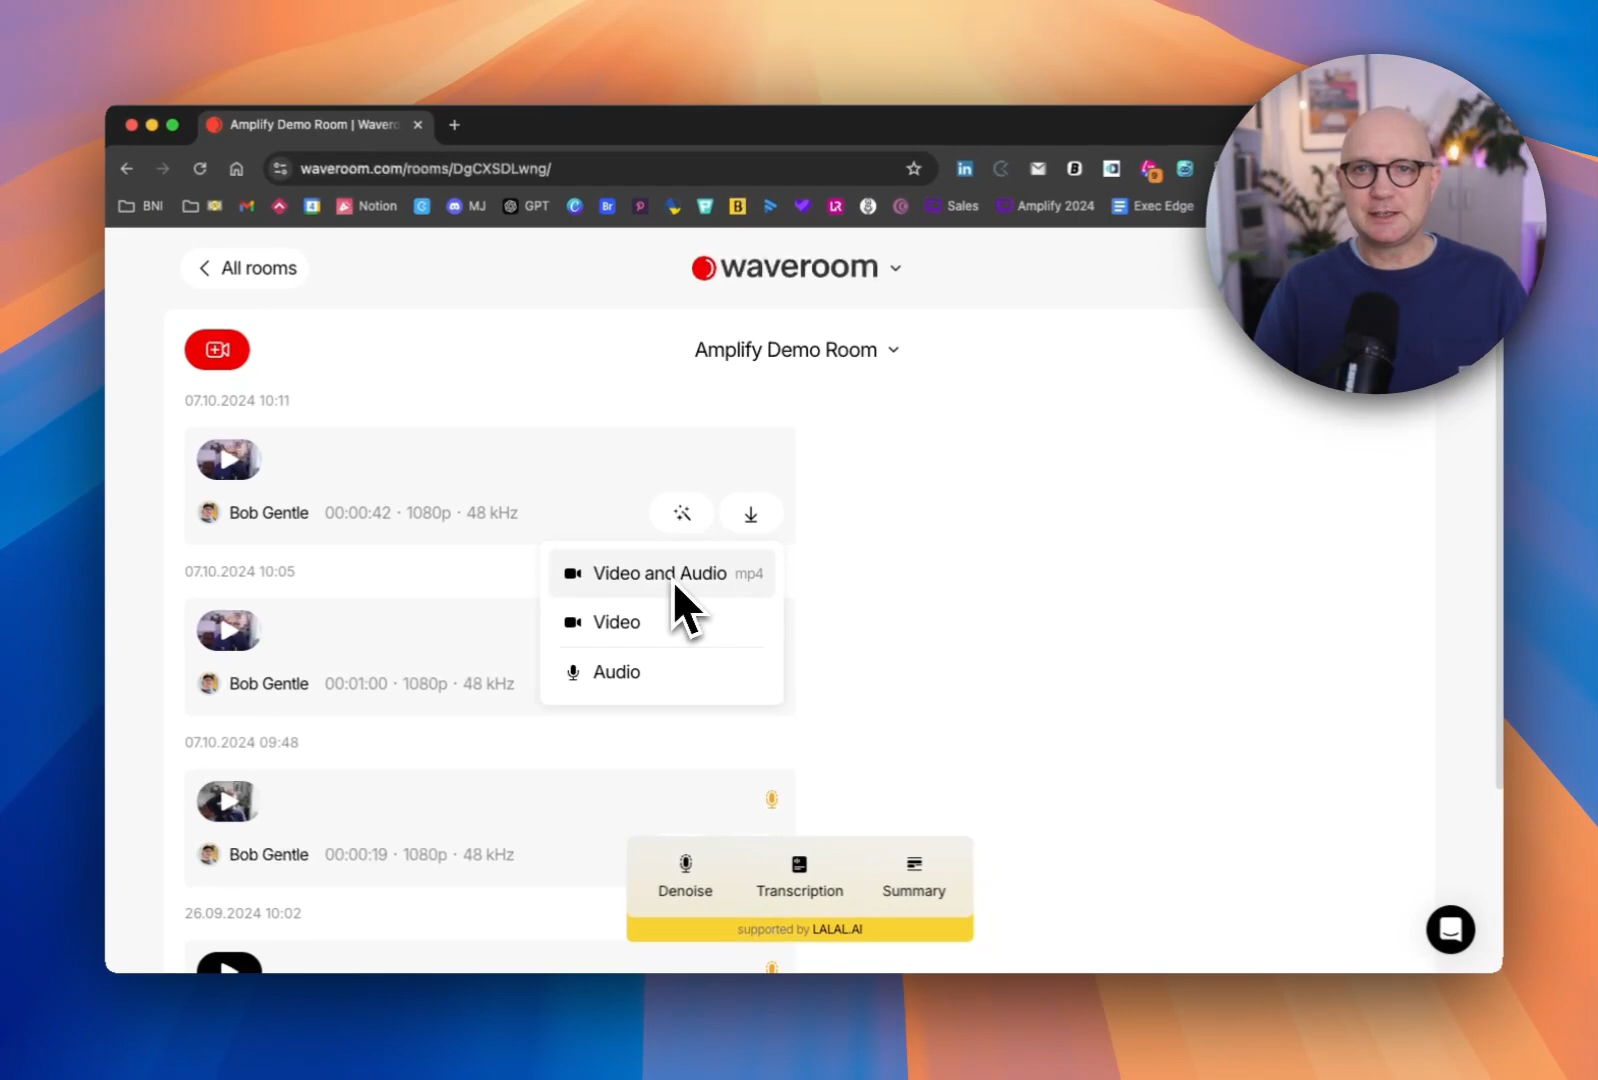 Amplify Demo Room | Wavero
waveroom.com/rooms/DgCXSDLwng/
9
BNI
4
Notion
MJ
GPT
Br
B
LR
Sales
Amplify 2024
Exec Edge
All rooms
waveroom
Amplify Demo Room
07.10.2024 10:11
Bob Gentle 00:00:42 · 1080p · 48 kHz
Video and Audio mp4
07.10.2024 10:05
Video
Audio
Bob Gentle 00:01:00 · 1080p · 48 kHz
07.10.2024 09:48
Bob Gentle 00:00:19 · 1080p · 48 kHz
Denoise Transcription Summary
26.09.2024 10:02
supported by LALAL.AI